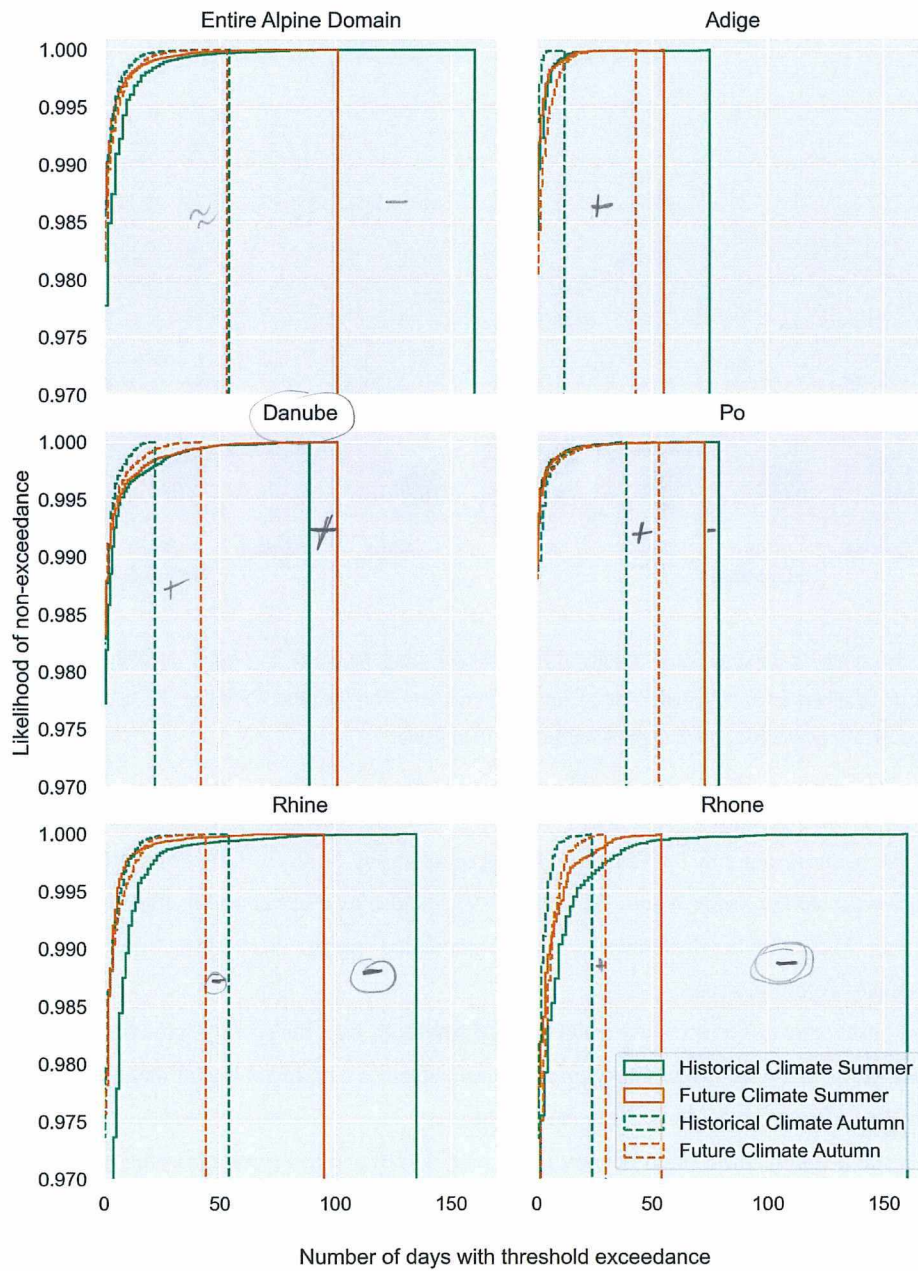 Entire Alpine Domain
Adige
1.000
0.995
0.990
0.985
0.980
0.975
0.970
≈
−
+
Danube
Po
1.000
0.995
0.990
0.985
0.980
0.975
0.970
+
+
+
-
Likelihood of non-exceedance
Rhine
Rhone
1.000
0.995
0.990
0.985
0.980
0.975
0.970
-
-
+
-
Historical Climate Summer
Future Climate Summer
Historical Climate Autumn
Future Climate Autumn
0 50 100 150
0 50 100 150
Number of days with threshold exceedance